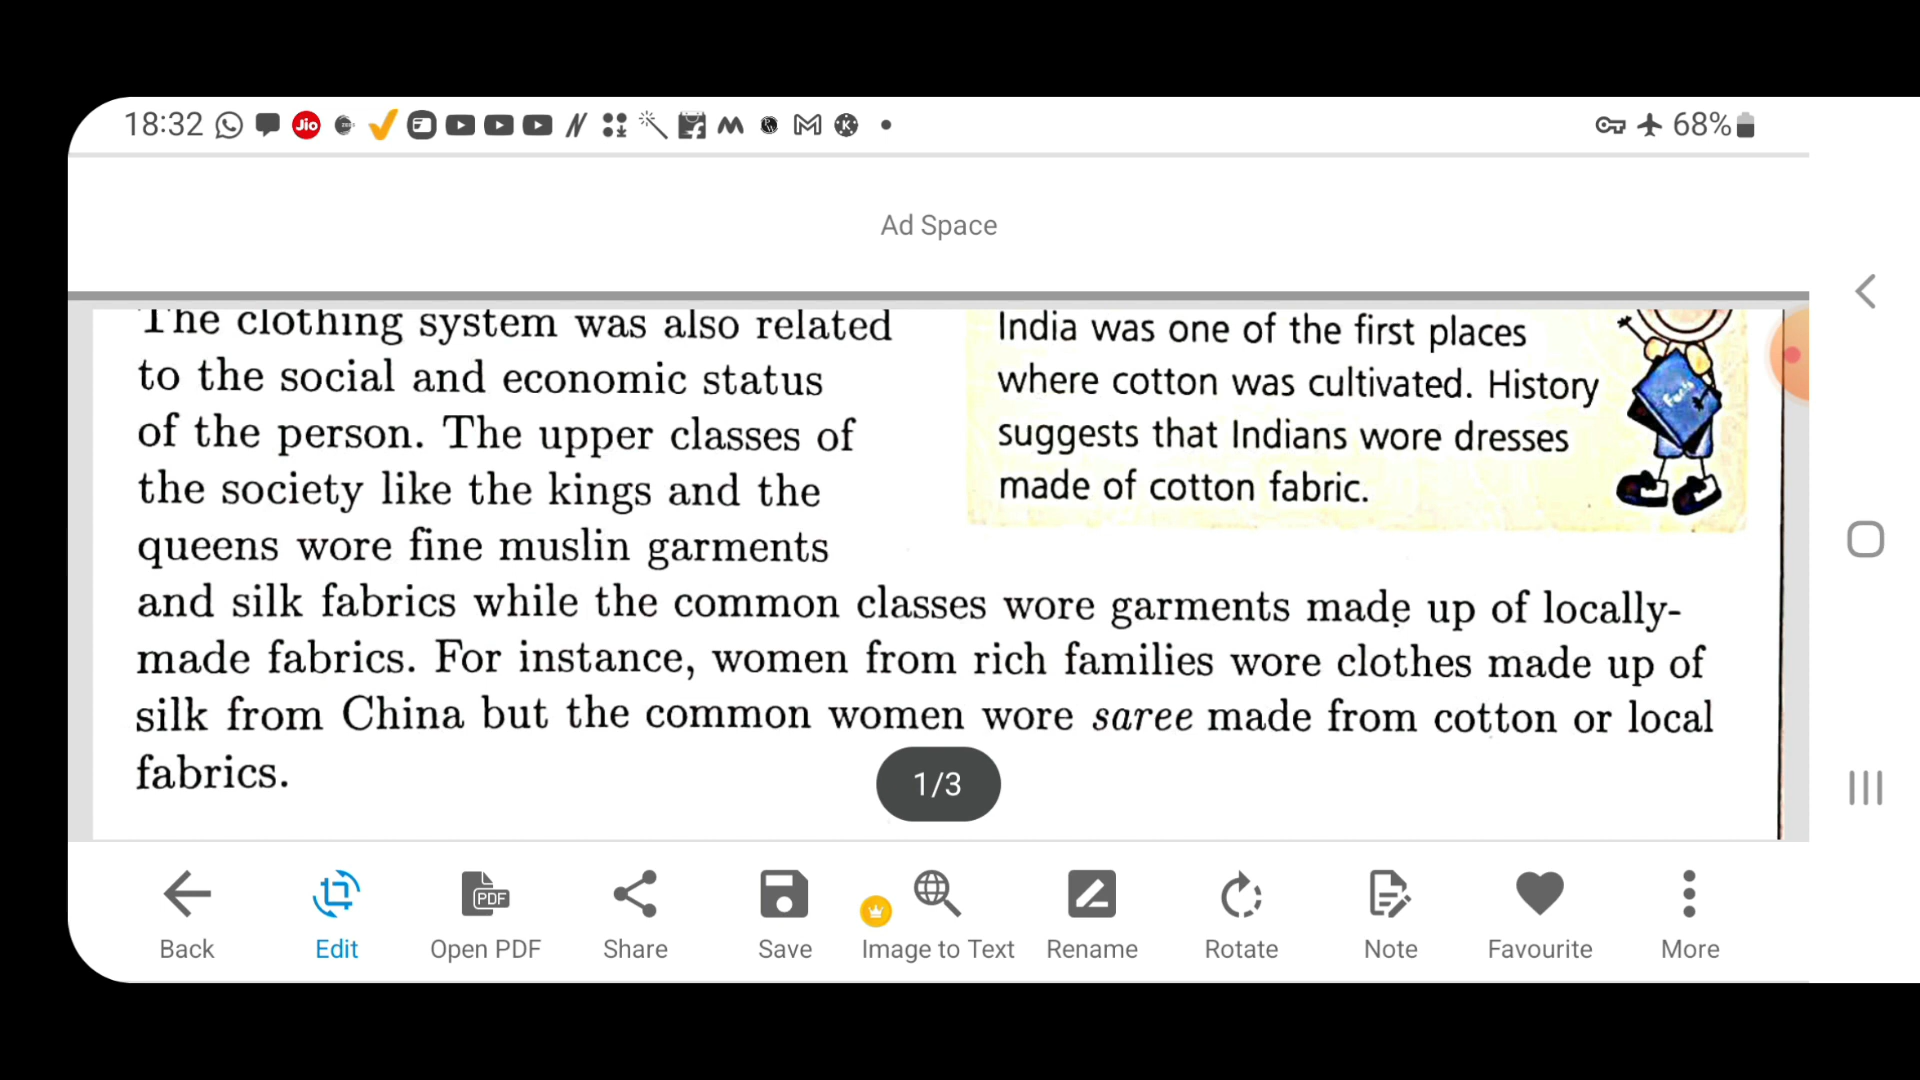 18:32 Jio 68%
Ad Space
The clothing system was also related
to the social and economic status
of the person. The upper classes of
the society like the kings and the
queens wore fine muslin garments
and silk fabrics while the common classes wore garments made up of locally-
made fabrics. For instance, women from rich families wore clothes made up of
silk from China but the common women wore saree made from cotton or local
fabrics.
India was one of the first places
where cotton was cultivated. History
suggests that Indians wore dresses
made of cotton fabric.
Facts
1/3
PDF
Back Edit Open PDF Share Save Image to Text Rename Rotate Note Favourite More